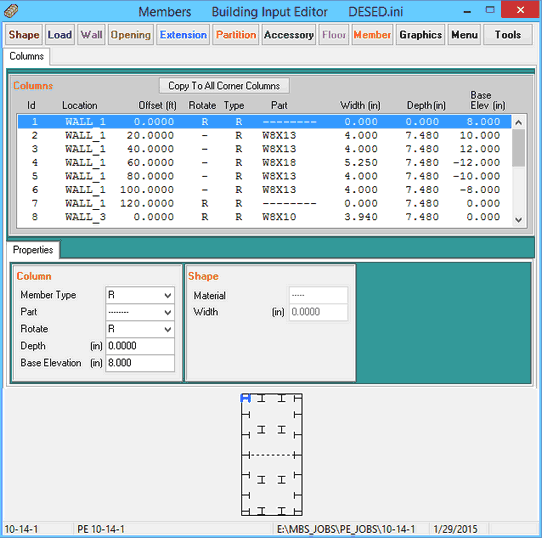 Members Building Input Editor DESED.ini
Shape Load Wall Opening Extension Partition Accessory Floor Member Graphics Menu Tools
Columns
Columns
Copy To All Corner Columns
Id Location Offset (ft) Rotate Type Part Width (in) Depth (in) Base Elev (in)
1 WALL_1 0.0000 R R -------- 0.000 0.000 8.000
2 WALL_1 20.0000 - R W8X13 4.000 7.480 10.000
3 WALL_1 40.0000 - R W8X13 4.000 7.480 12.000
4 WALL_1 60.0000 - R W8X18 5.250 7.480 -12.000
5 WALL_1 80.0000 - R W8X13 4.000 7.480 -10.000
6 WALL_1 100.0000 - R W8X13 4.000 7.480 -8.000
7 WALL_1 120.0000 R R -------- 0.000 7.480 0.000
8 WALL_3 0.0000 R R W8X10 3.940 7.480 0.000
Properties
Column
Member Type R
Part --------
Rotate R
Depth (in) 0.0000
Base Elevation (in) 8.000
Shape
Material -----
Width (in) 0.0000
10-14-1 PE 10-14-1 E:\MBS_JOBS\PE_JOBS\10-14-1 1/29/2015